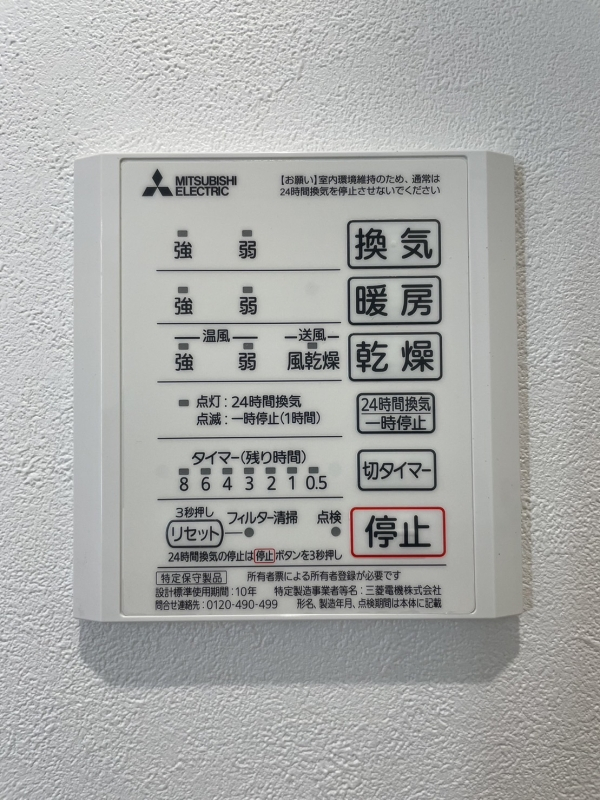 MITSUBISHI
ELECTRIC
【お願い】室内環境維持のため、通常は
24時間換気を停止させないでください
強 弱 換気
強 弱 暖房
温風 送風
強 弱 風乾燥 乾燥
点灯:24時間換気
点滅:一時停止(1時間)
24時間換気
一時停止
タイマー(残り時間)
8 6 4 3 2 1 0.5
切タイマー
3秒押し
リセット フィルター清掃 点検
停止
24時間換気の停止は 停止 ボタンを3秒押し
特定保守製品 所有者票による所有者登録が必要です
設計標準使用期間:10年 特定製造事業者等名:三菱電機株式会社
問合せ連絡先:0120-490-499 形名、製造年月、点検期間は本体に記載